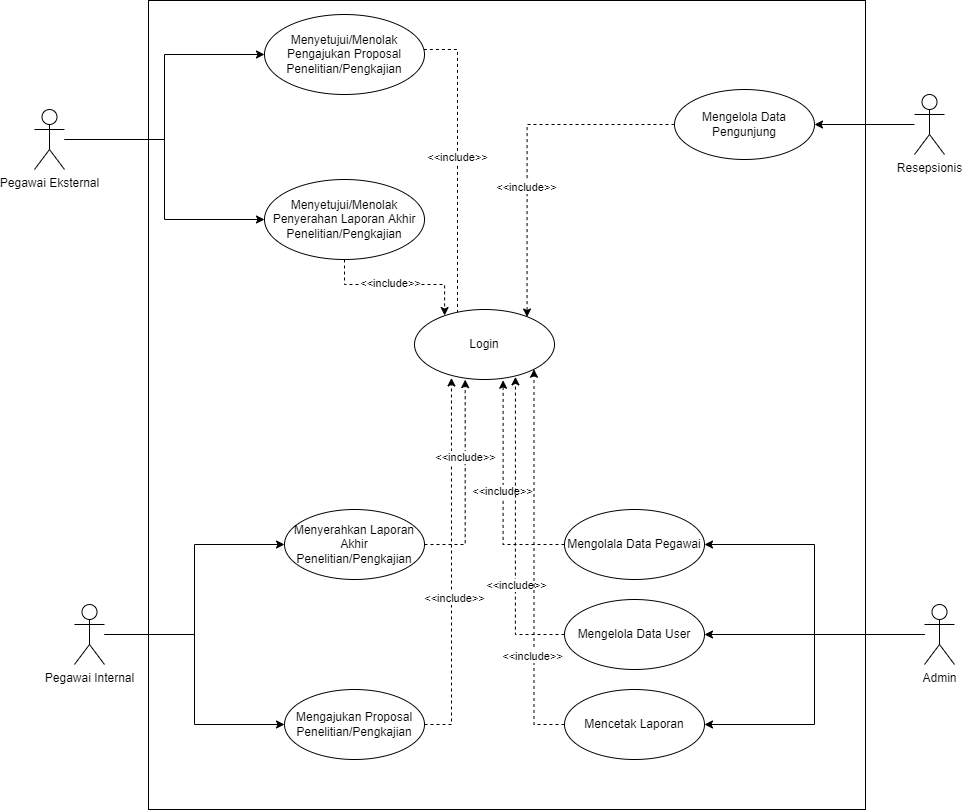 Menyetujui/Menolak
Pengajukan Proposal
Penelitian/Pengkajian
Mengelola Data
Pengunjung
<<include>>
Resepsionis
Pegawai Eksternal
<<include>>
Menyetujui/Menolak
Penyerahan Laporan Akhir
Penelitian/Pengkajian
<<include>>
Login
<<include>>
<<include>>
Menyerahkan Laporan
Akhir
Penelitian/Pengkajian
Mengolala Data Pegawai
<<include>>
<<include>>
Mengelola Data User
<<include>>
Pegawai Internal
Admin
Mengajukan Proposal
Penelitian/Pengkajian
Mencetak Laporan